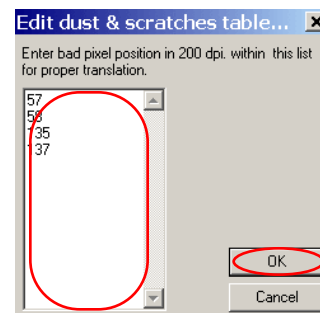 Edit dust & scratches table...
Enter bad pixel position in 200 dpi. within this list
for proper translation.
57
58
135
137
OK
Cancel